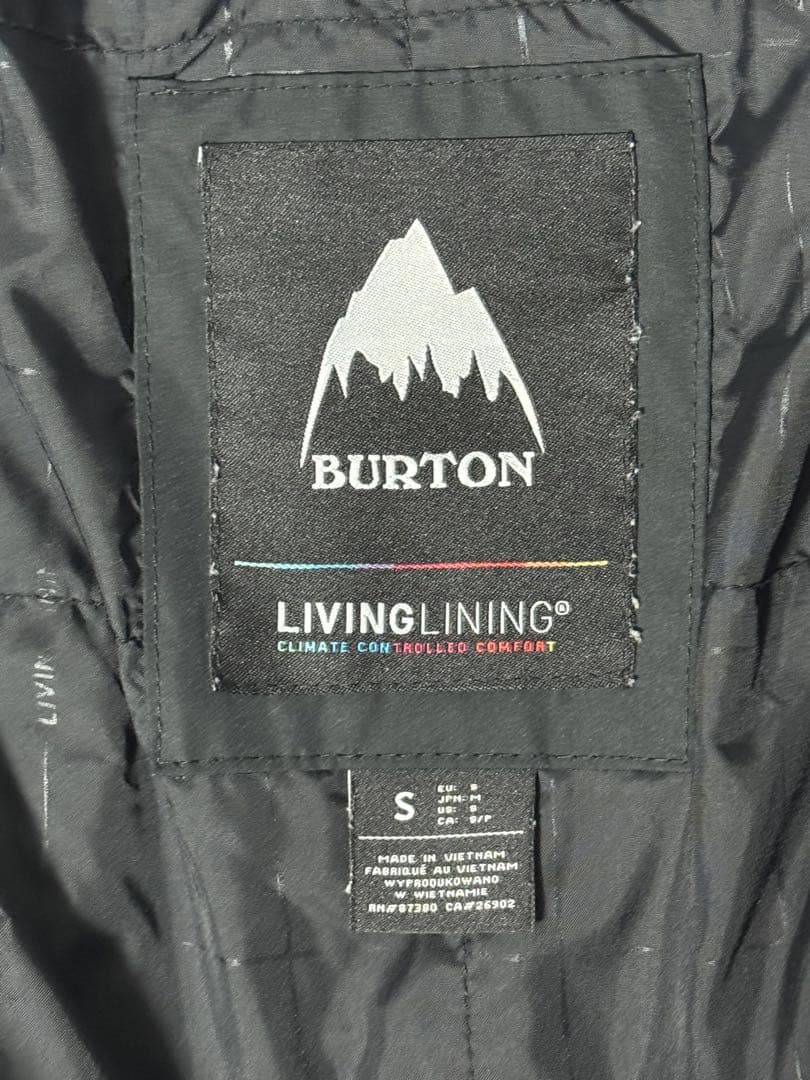 BURTON
LIVINGLINING®
CLIMATE CONTROLLED COMFORT
S
EU: S
JPN: M
US: S
CA: S/P
MADE IN VIETNAM
FABRIQUÉ AU VIETNAM
WYPRODUKOWANO
W WIETNAMIE
RN#87380 CA#26902
LIVIN